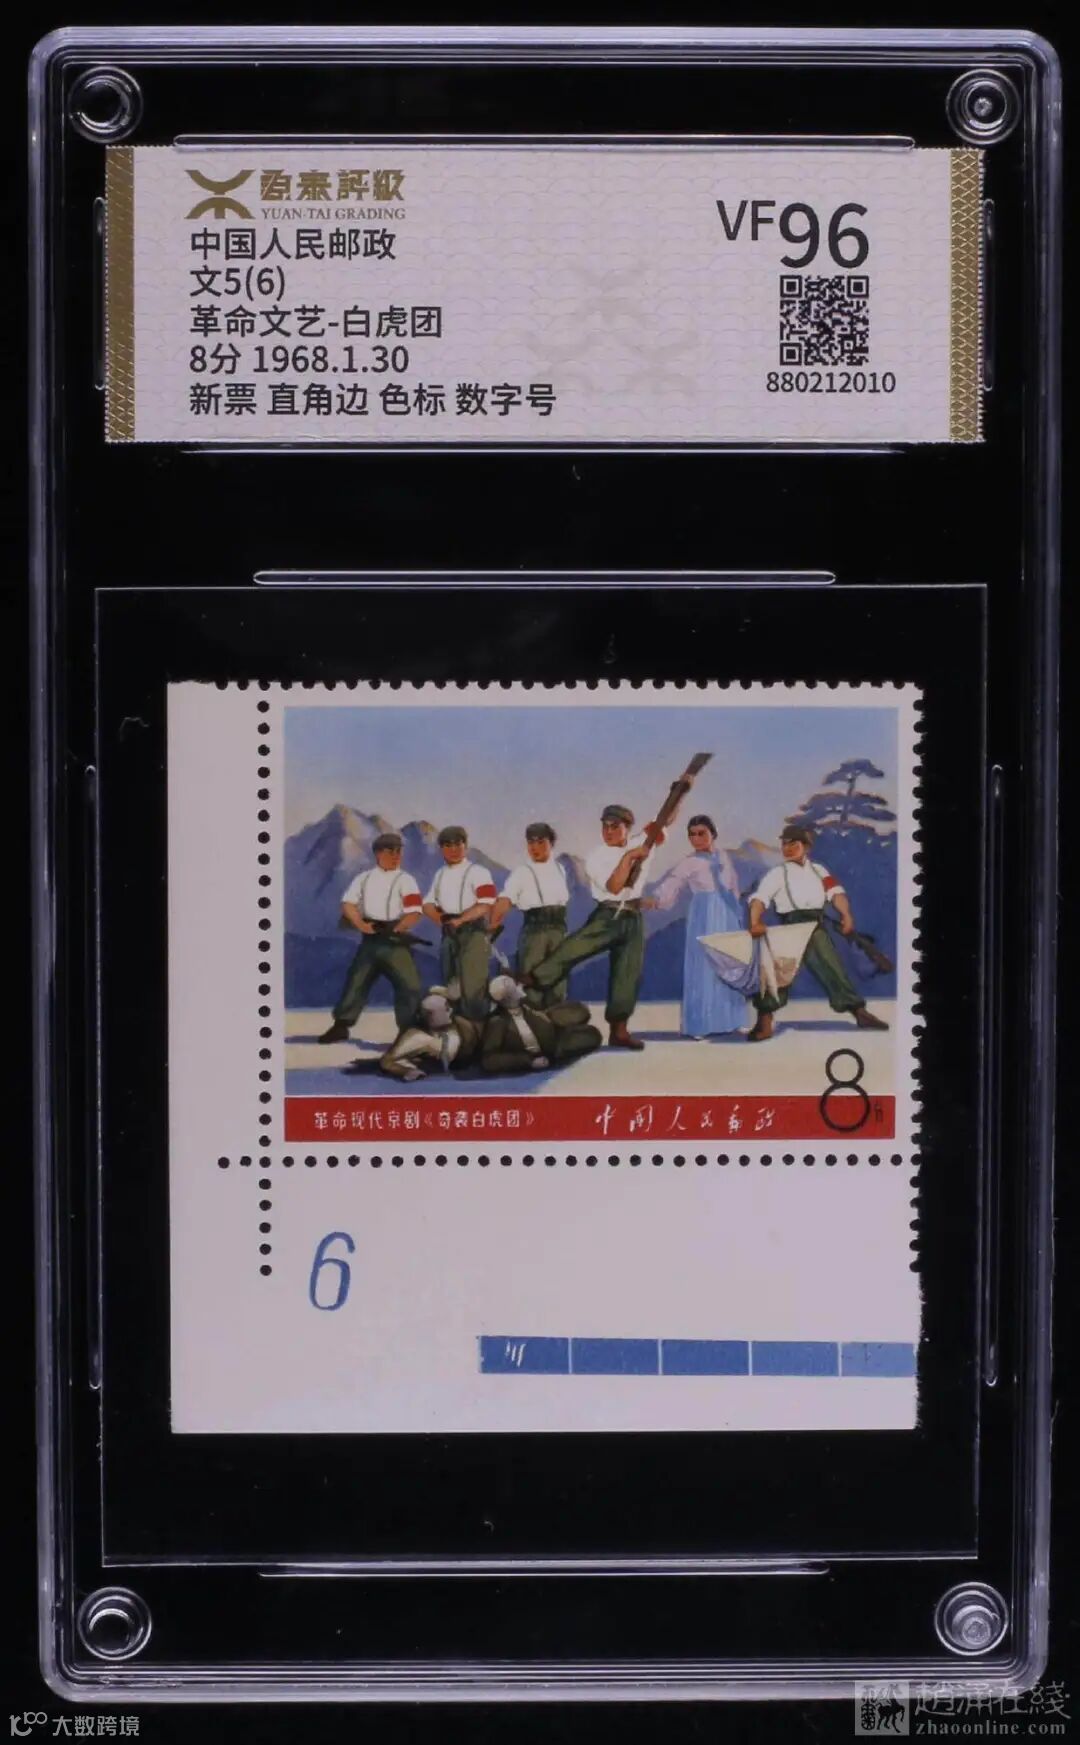 源泰評級
YUAN-TAI GRADING
中国人民邮政
文5(6)
革命文艺-白虎团
8分 1968.1.30
新票 直角边 色标 数字号
VF96
880212010
革命现代京剧《奇袭白虎团》
中国人民邮政
8分
6
大数跨境
趙涌在綫
zhaoonline.com